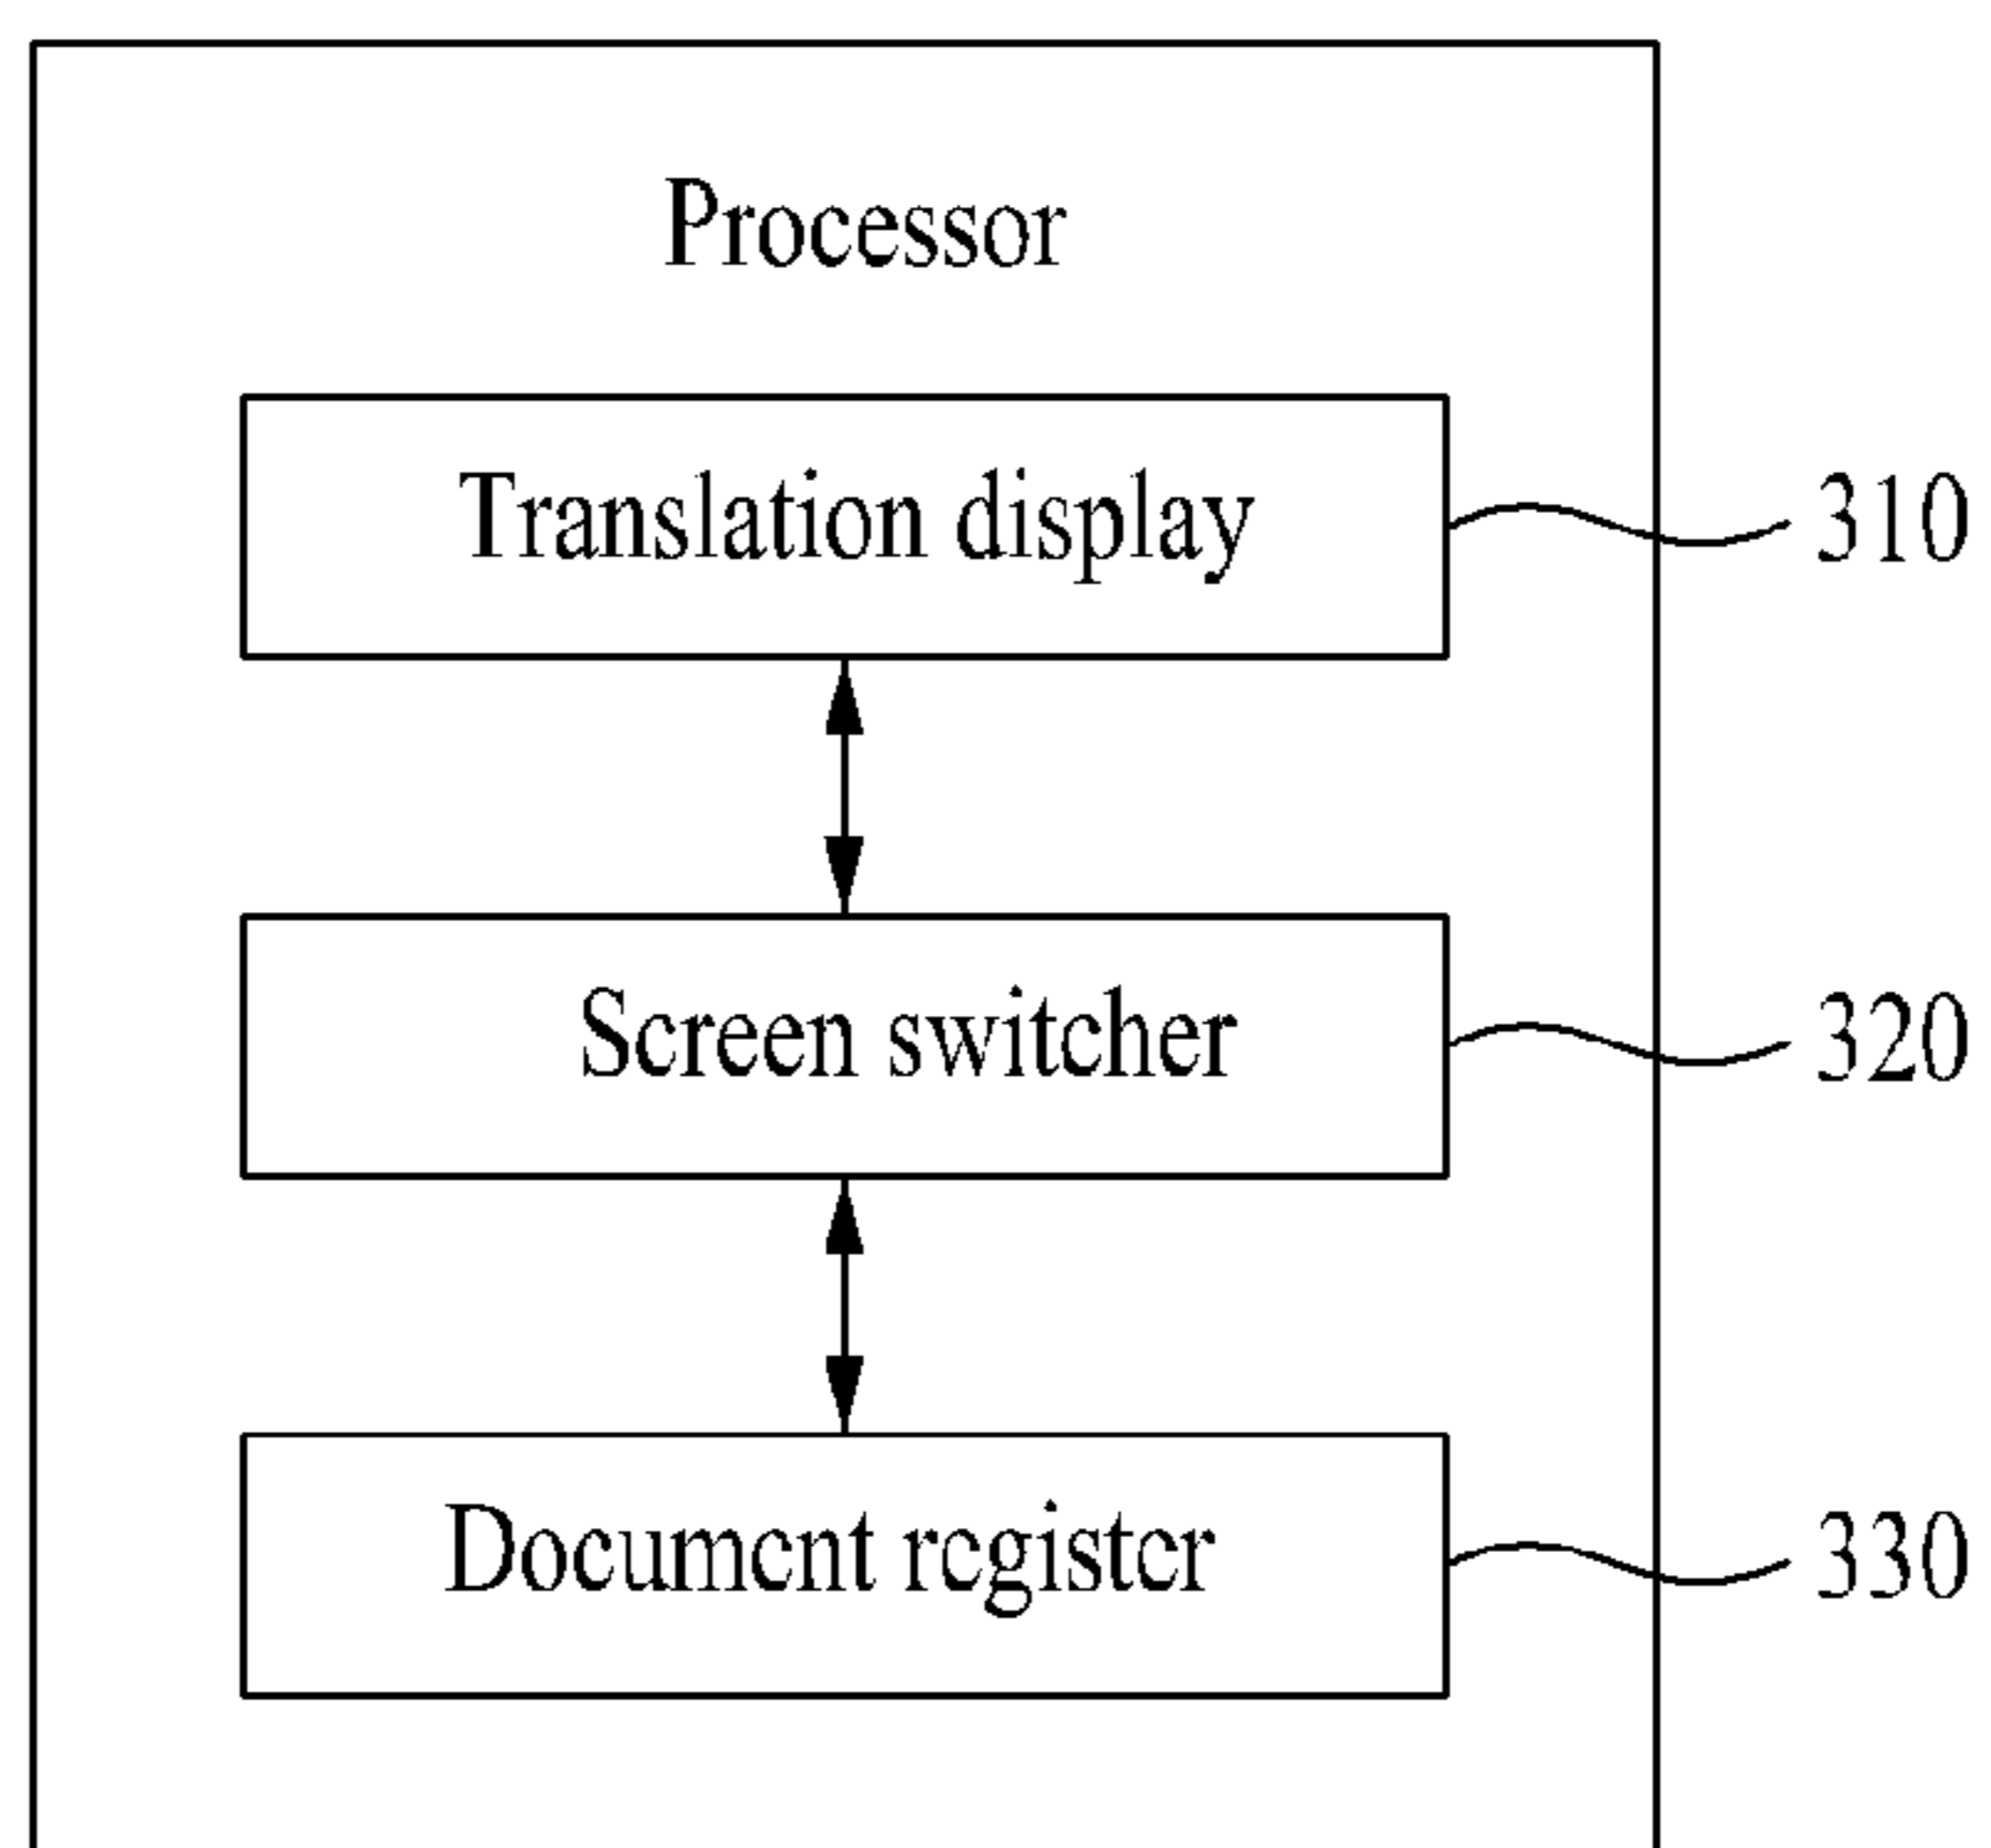 Processor
Translation display
310
Screen switcher
320
Document register
330